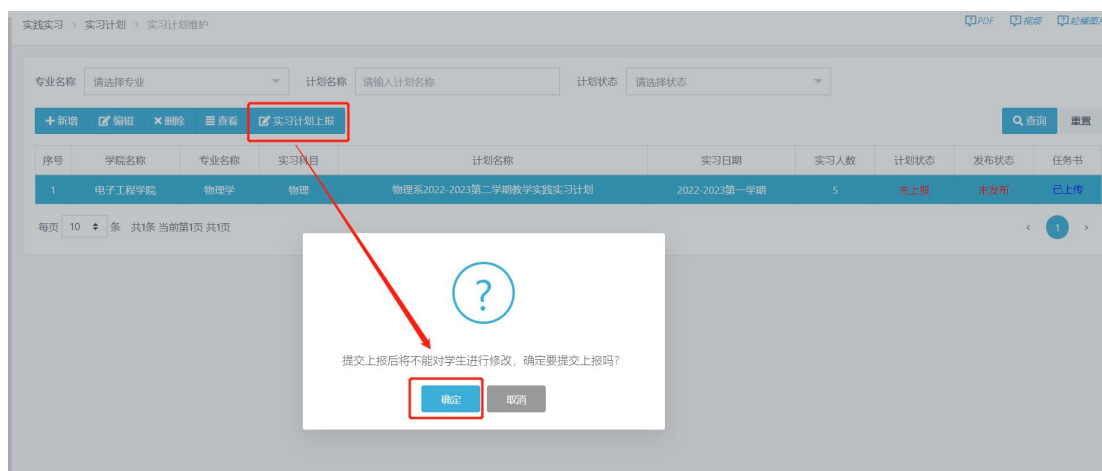 实践实习 > 实习计划 > 实习计划维护 PDF 视频 轮播图片
专业名称 请选择专业 计划名称 请输入计划名称 计划状态 请选择状态
新增 编辑 删除 查看 实习计划上报 查询 重置
序号 学院名称 专业名称 实习科目 计划名称 实习日期 实习人数 计划状态 发布状态 任务书
1 电子工程学院 物理学 物理 物理系2022-2023第二学期教学实践实习计划 2022-2023第一学期 5 未上报 未发布 已上传
每页 10 条 共1条 当前第1页 共1页 < 1 >
?
提交上报后将不能对学生进行修改，确定要提交上报吗?
确定 取消